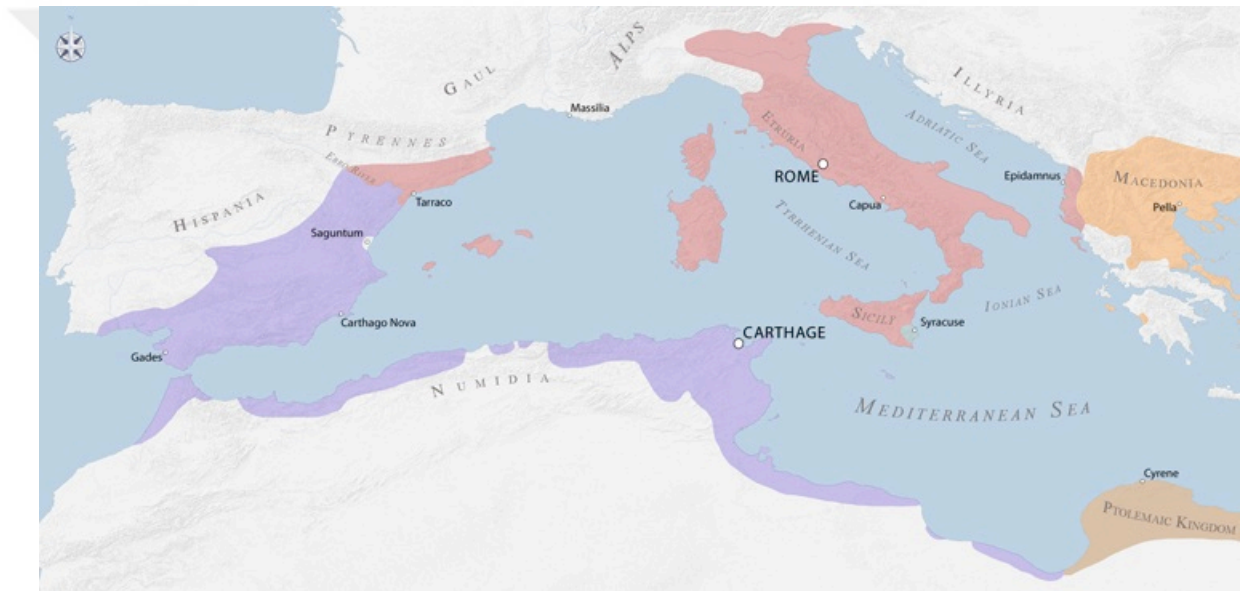 ALPS
GAUL
ILLYRIA
Massilia
PYRENNES
ETRURIA
ADRIATIC SEA
EBRO RIVER
ROME
Epidamnus
MACEDONIA
Tarraco
Capua
Pella
HISPANIA
Saguntum
TYRRHENIAN SEA
IONIAN SEA
Carthago Nova
SICILY
Syracuse
CARTHAGE
Gades
NUMIDIA
MEDITERRANEAN SEA
Cyrene
PTOLEMAIC KINGDOM